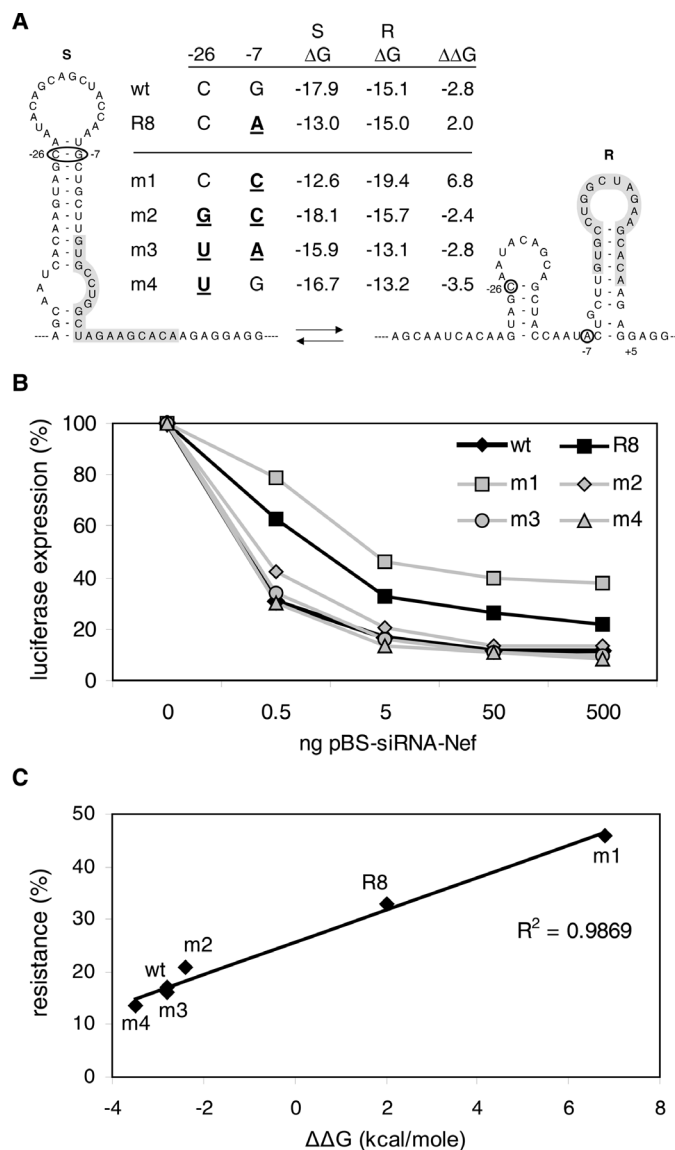 A
S R
-26 -7 ΔG ΔG ΔΔG
wt C G -17.9 -15.1 -2.8
R8 C A -13.0 -15.0 2.0
m1 C C -12.6 -19.4 6.8
m2 G C -18.1 -15.7 -2.4
m3 U A -15.9 -13.1 -2.8
m4 U G -16.7 -13.2 -3.5
S
-26 C G -7
---- A C U AGAAGCACA AGAGGAGG ----
R
-26 C
---- AGCAAUCACAAG CCAAUA C GGAGG ----
-7 +5
B
luciferase expression (%)
100
80
60
40
20
0
wt R8
m1 m2
m3 m4
0 0.5 5 50 500
ng pBS-siRNA-Nef
C
resistance (%)
50
40
30
20
10
0
m1
R8
R² = 0.9869
m2
wt
m3
m4
-4 -2 0 2 4 6 8
ΔΔG (kcal/mole)